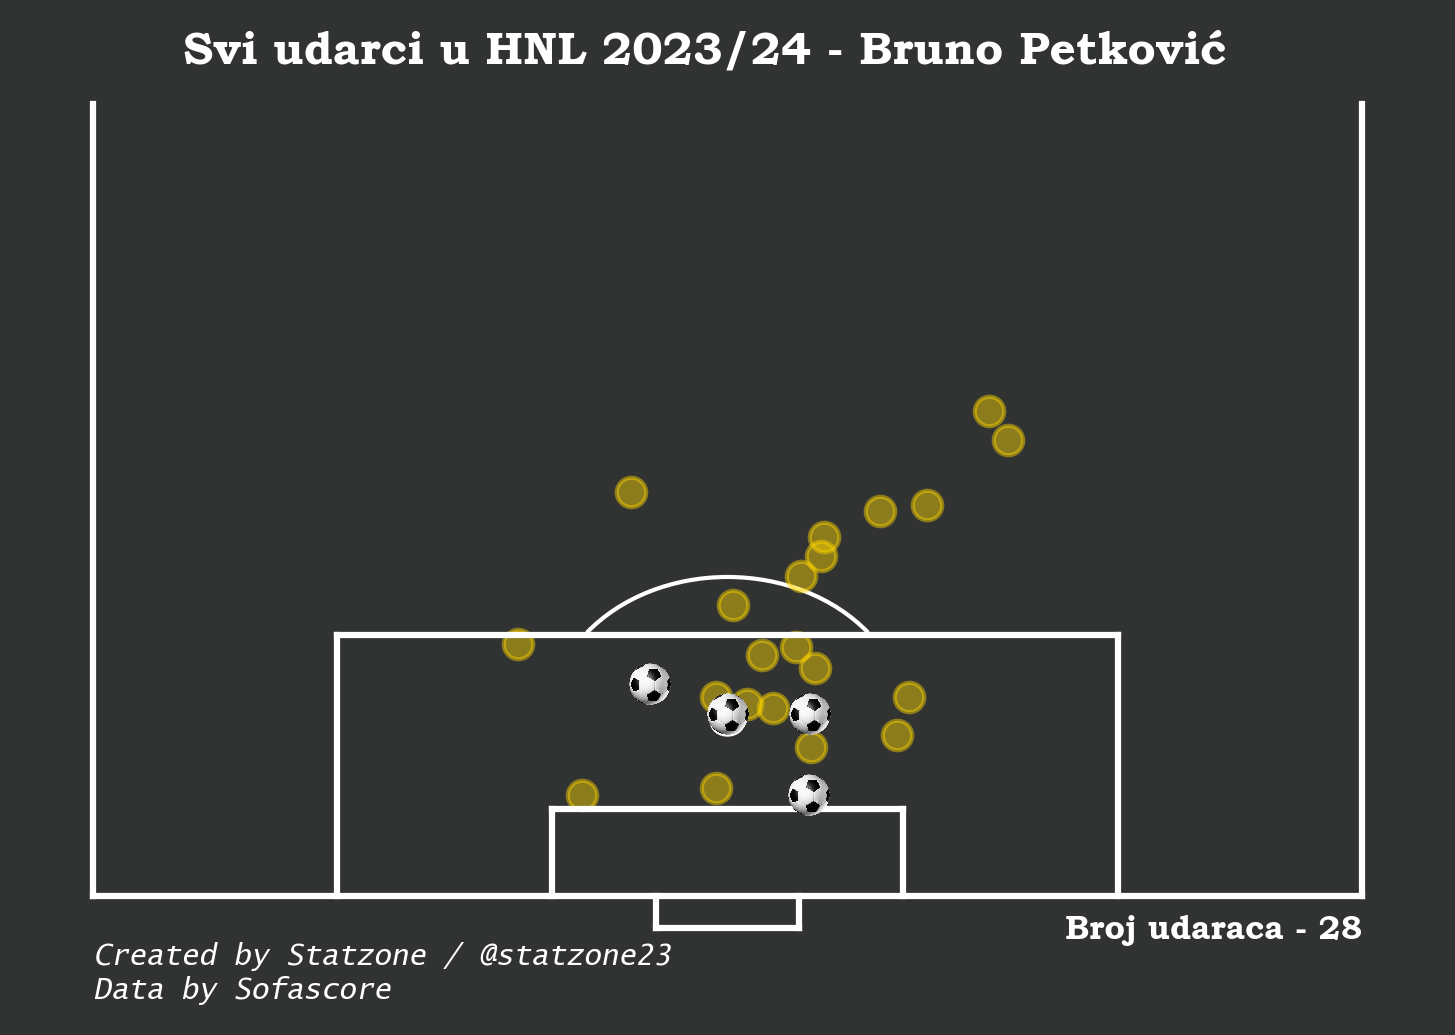 Svi udarci u HNL 2023/24 - Bruno Petković
Broj udaraca - 28
Created by Statzone / @statzone23
Data by Sofascore